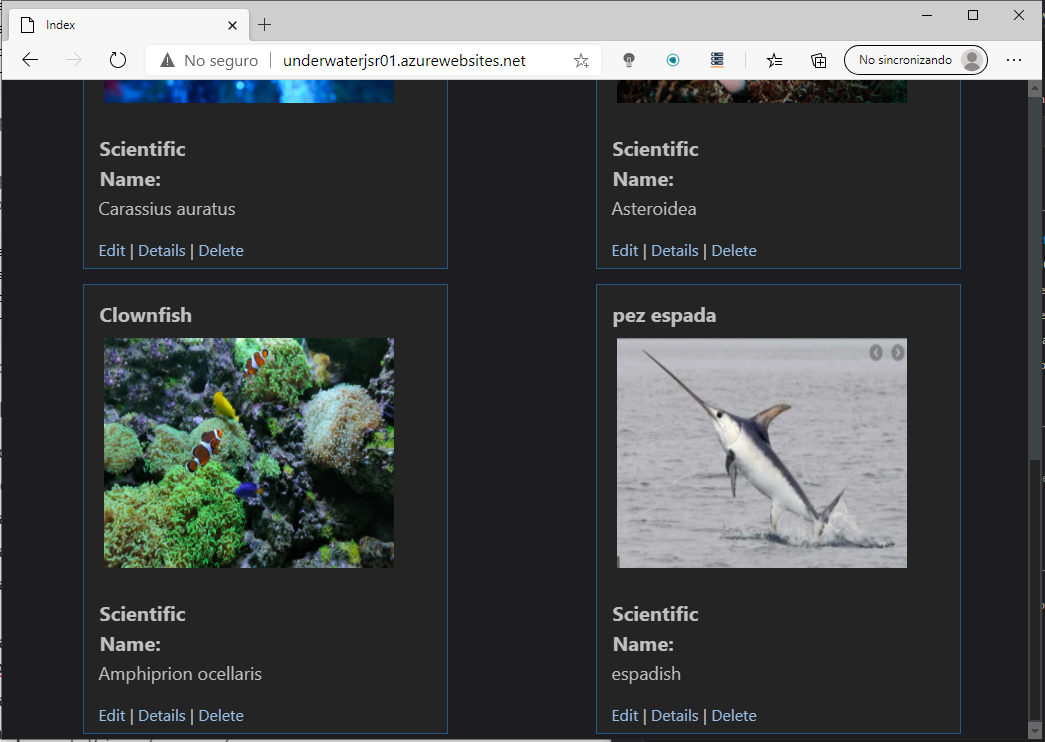 Index
No seguro
underwaterjsr01.azurewebsites.net
No sincronizando
Scientific
Name:
Carassius auratus
Edit | Details | Delete
Scientific
Name:
Asteroidea
Edit | Details | Delete
Clownfish
Scientific
Name:
Amphiprion ocellaris
Edit | Details | Delete
pez espada
Scientific
Name:
espadish
Edit | Details | Delete